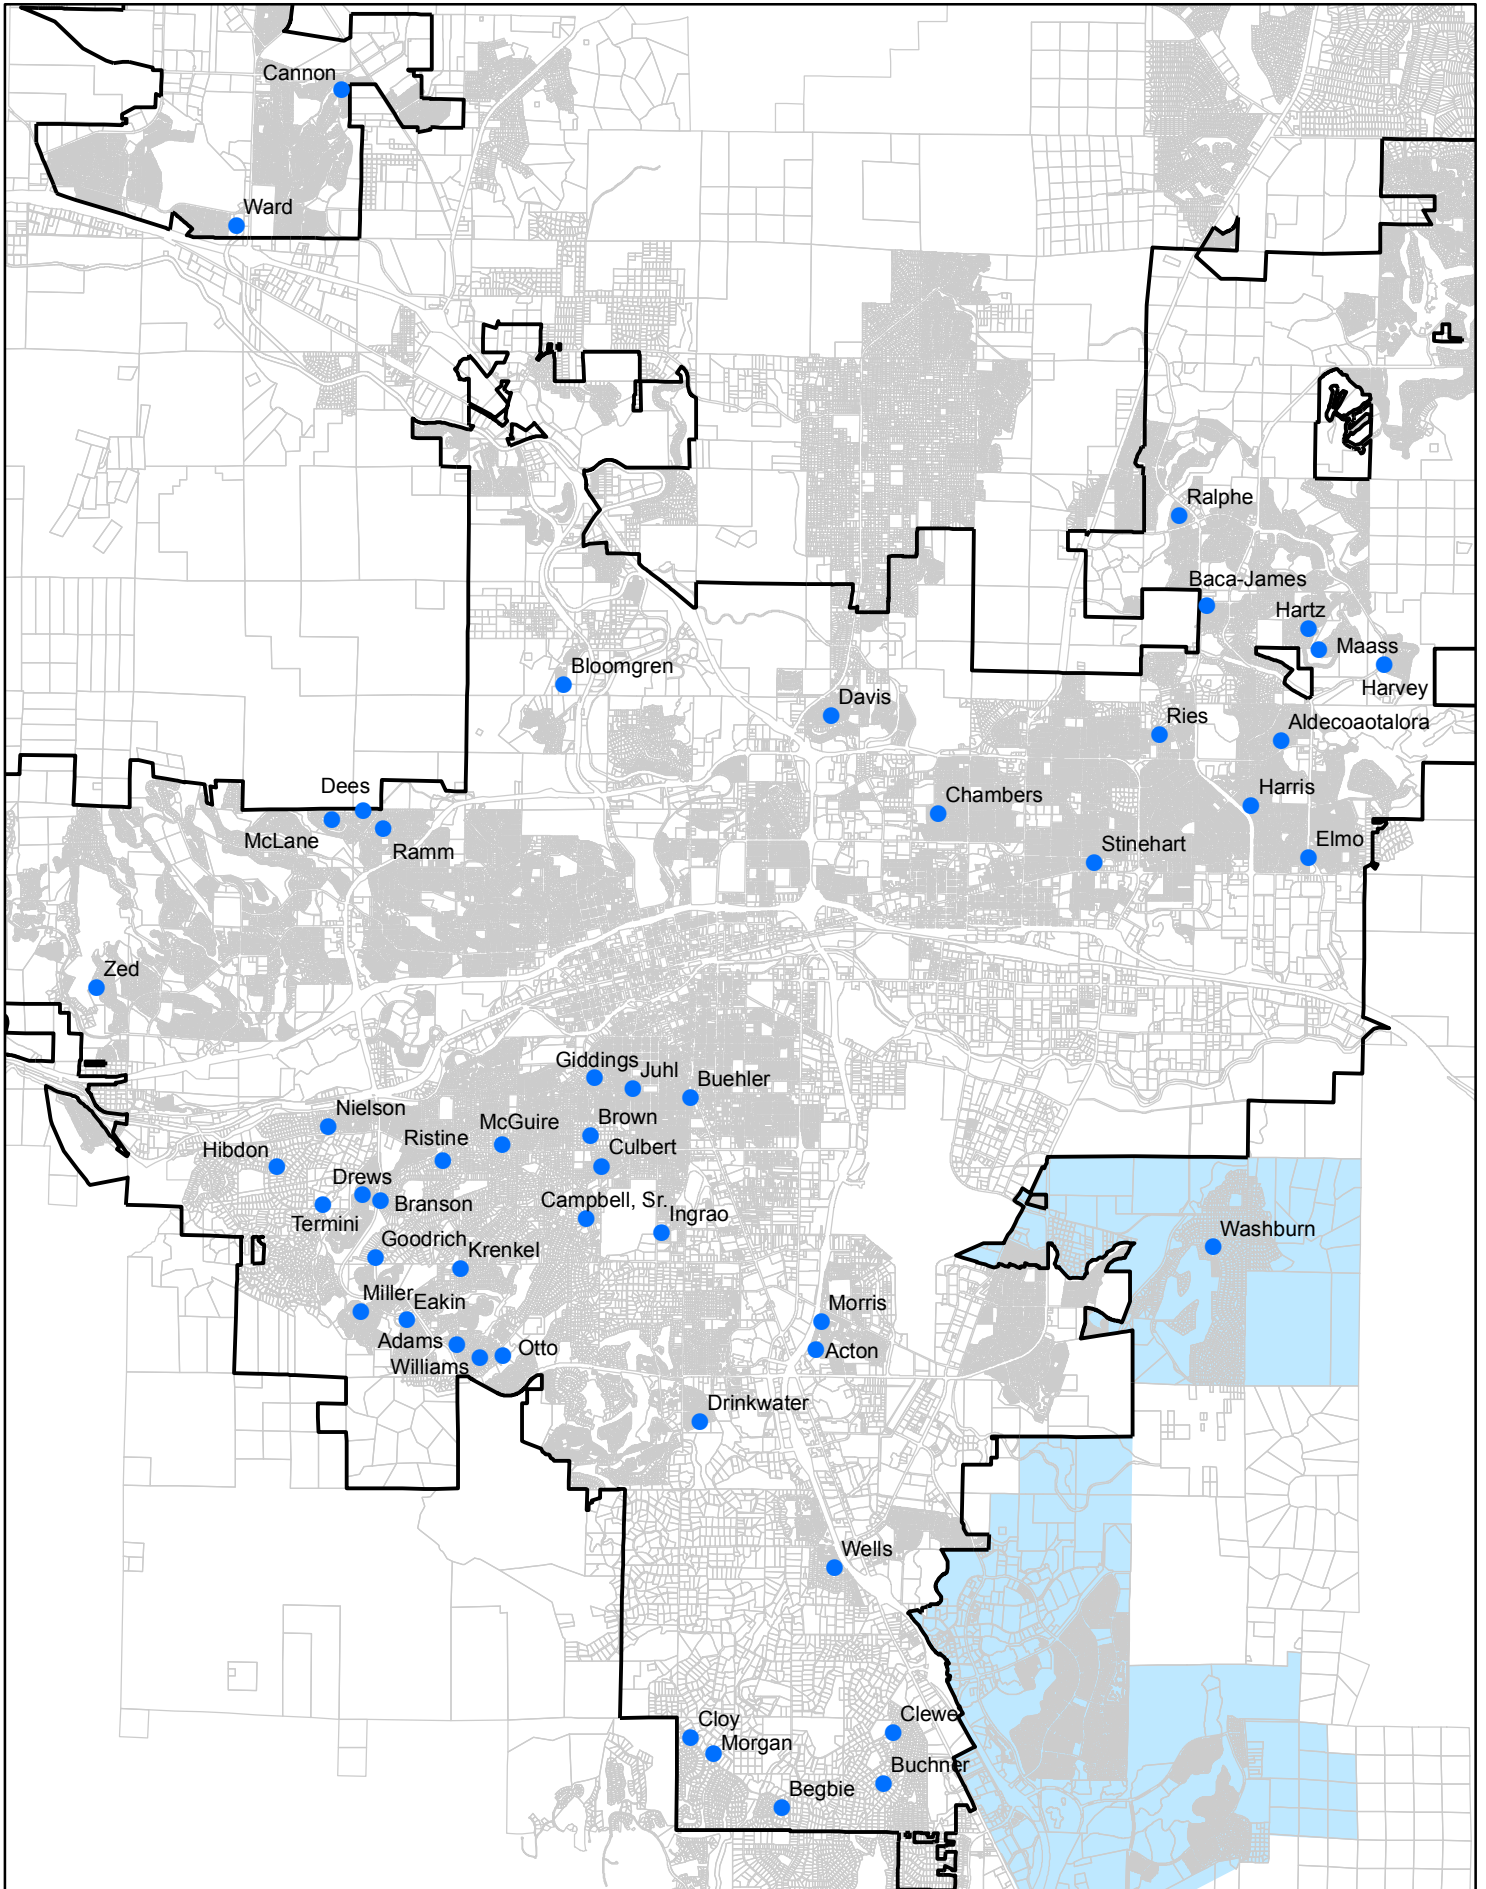 Cannon
Ward
Ralphe
Baca-James
Hartz
Maass
Harvey
Bloomgren
Davis
Ries
Aldecoaotalora
Dees
Chambers
Harris
McLane
Ramm
Stinehart
Elmo
Zed
Giddings
Juhl
Buehler
Nielson
McGuire
Brown
Ristine
Hibdon
Culbert
Drews
Branson
Campbell, Sr.
Ingrao
Termini
Goodrich
Krenkel
Washburn
Miller
Eakin
Morris
Adams
Otto
Acton
Williams
Drinkwater
Wells
Cloy
Clewe
Morgan
Buchner
Begbie